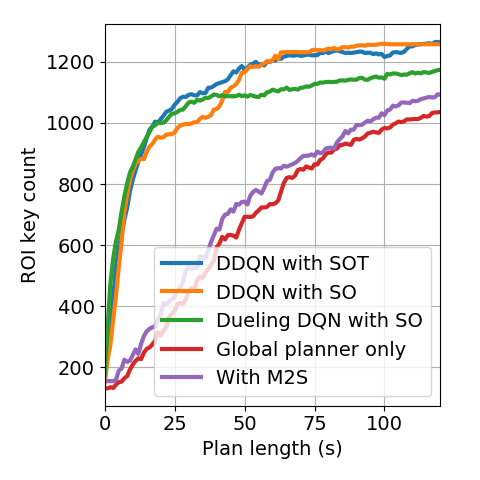 1200
1000
800
600
400
200
ROI key count
DDQN with SOT
DDQN with SO
Dueling DQN with SO
Global planner only
With M2S
0 25 50 75 100
Plan length (s)